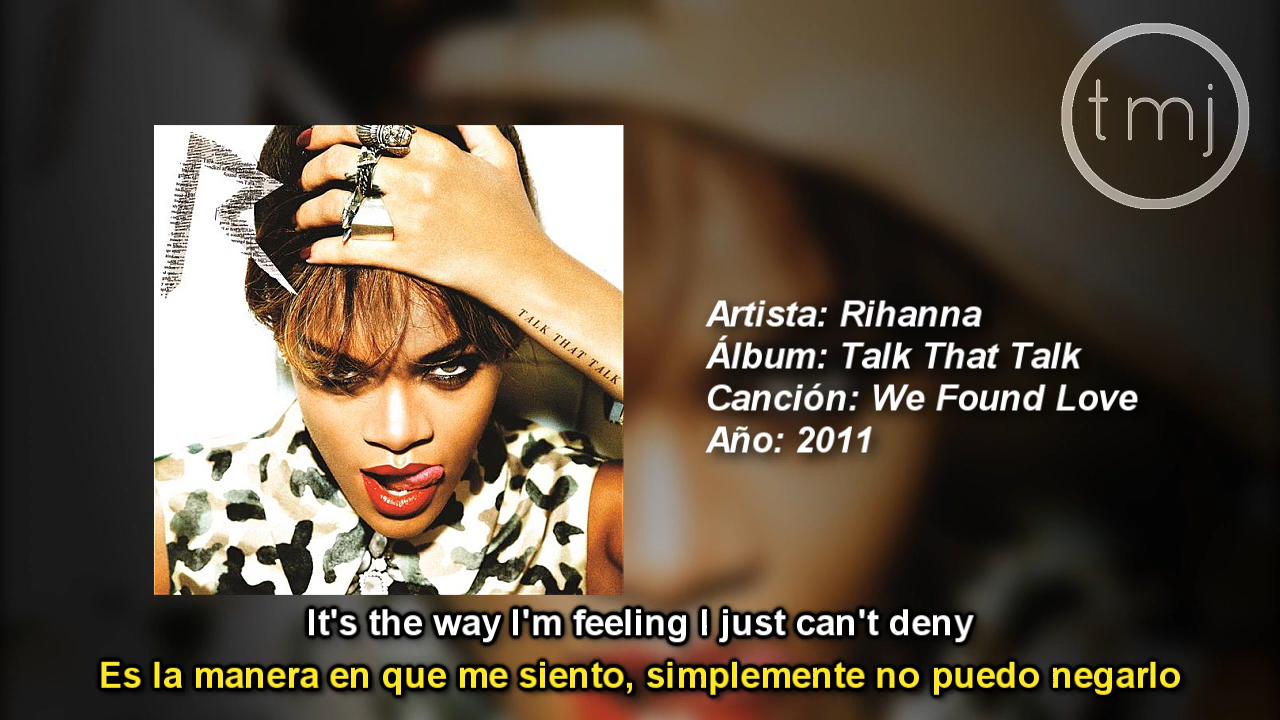 tmj
TALK THAT TALK
Artista: Rihanna
Álbum: Talk That Talk
Canción: We Found Love
Año: 2011
It's the way I'm feeling I just can't deny
Es la manera en que me siento, simplemente no puedo negarlo